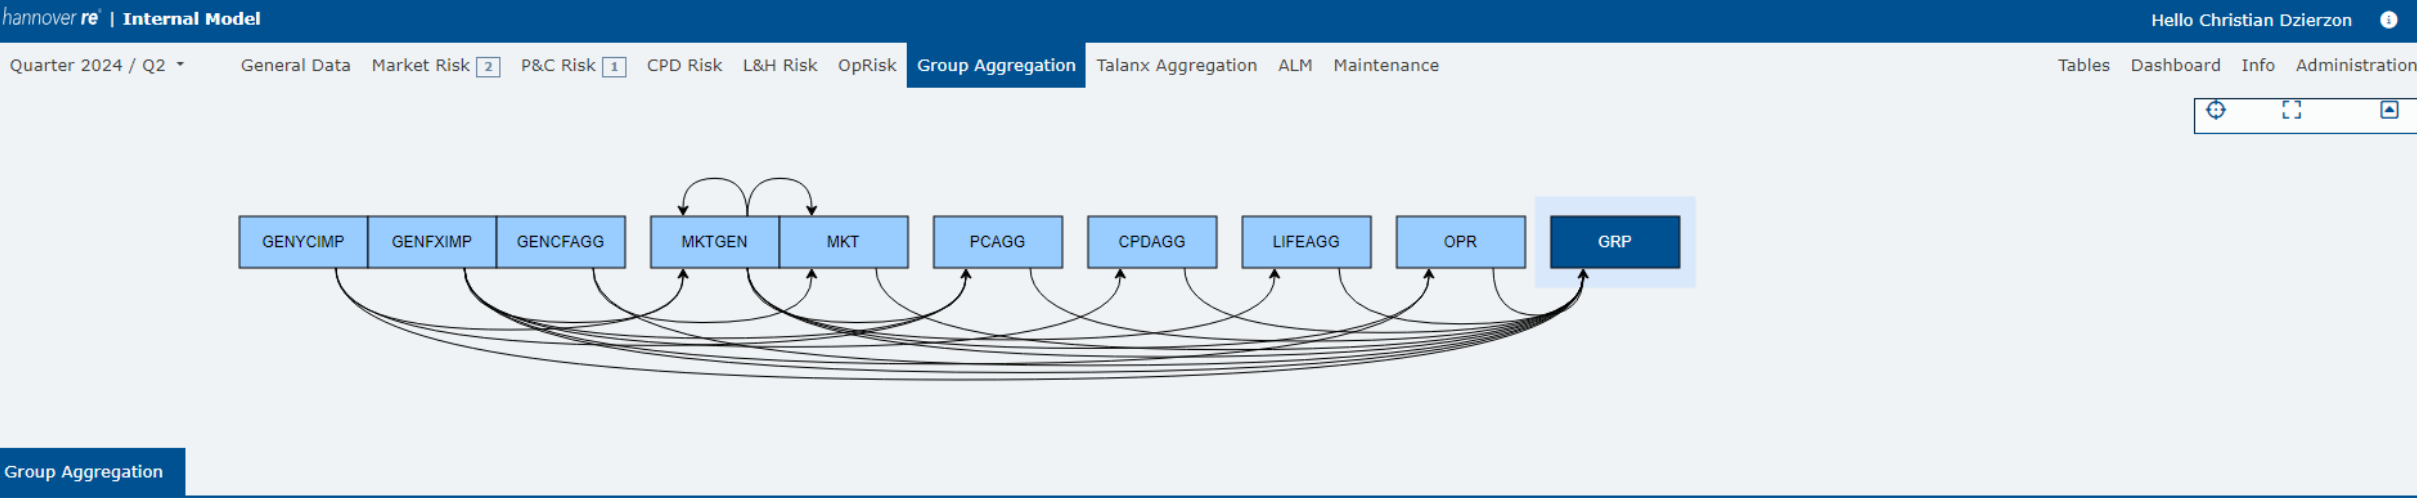 hannover re® | Internal Model
Hello Christian Dzierzon
Quarter 2024 / Q2 General Data Market Risk 2 P&C Risk 1 CPD Risk L&H Risk OpRisk Group Aggregation Talanx Aggregation ALM Maintenance Tables Dashboard Info Administration
GENYCIMP GENFXIMP GENCFAGG MKTGEN MKT PCAGG CPDAGG LIFEAGG OPR GRP
Group Aggregation